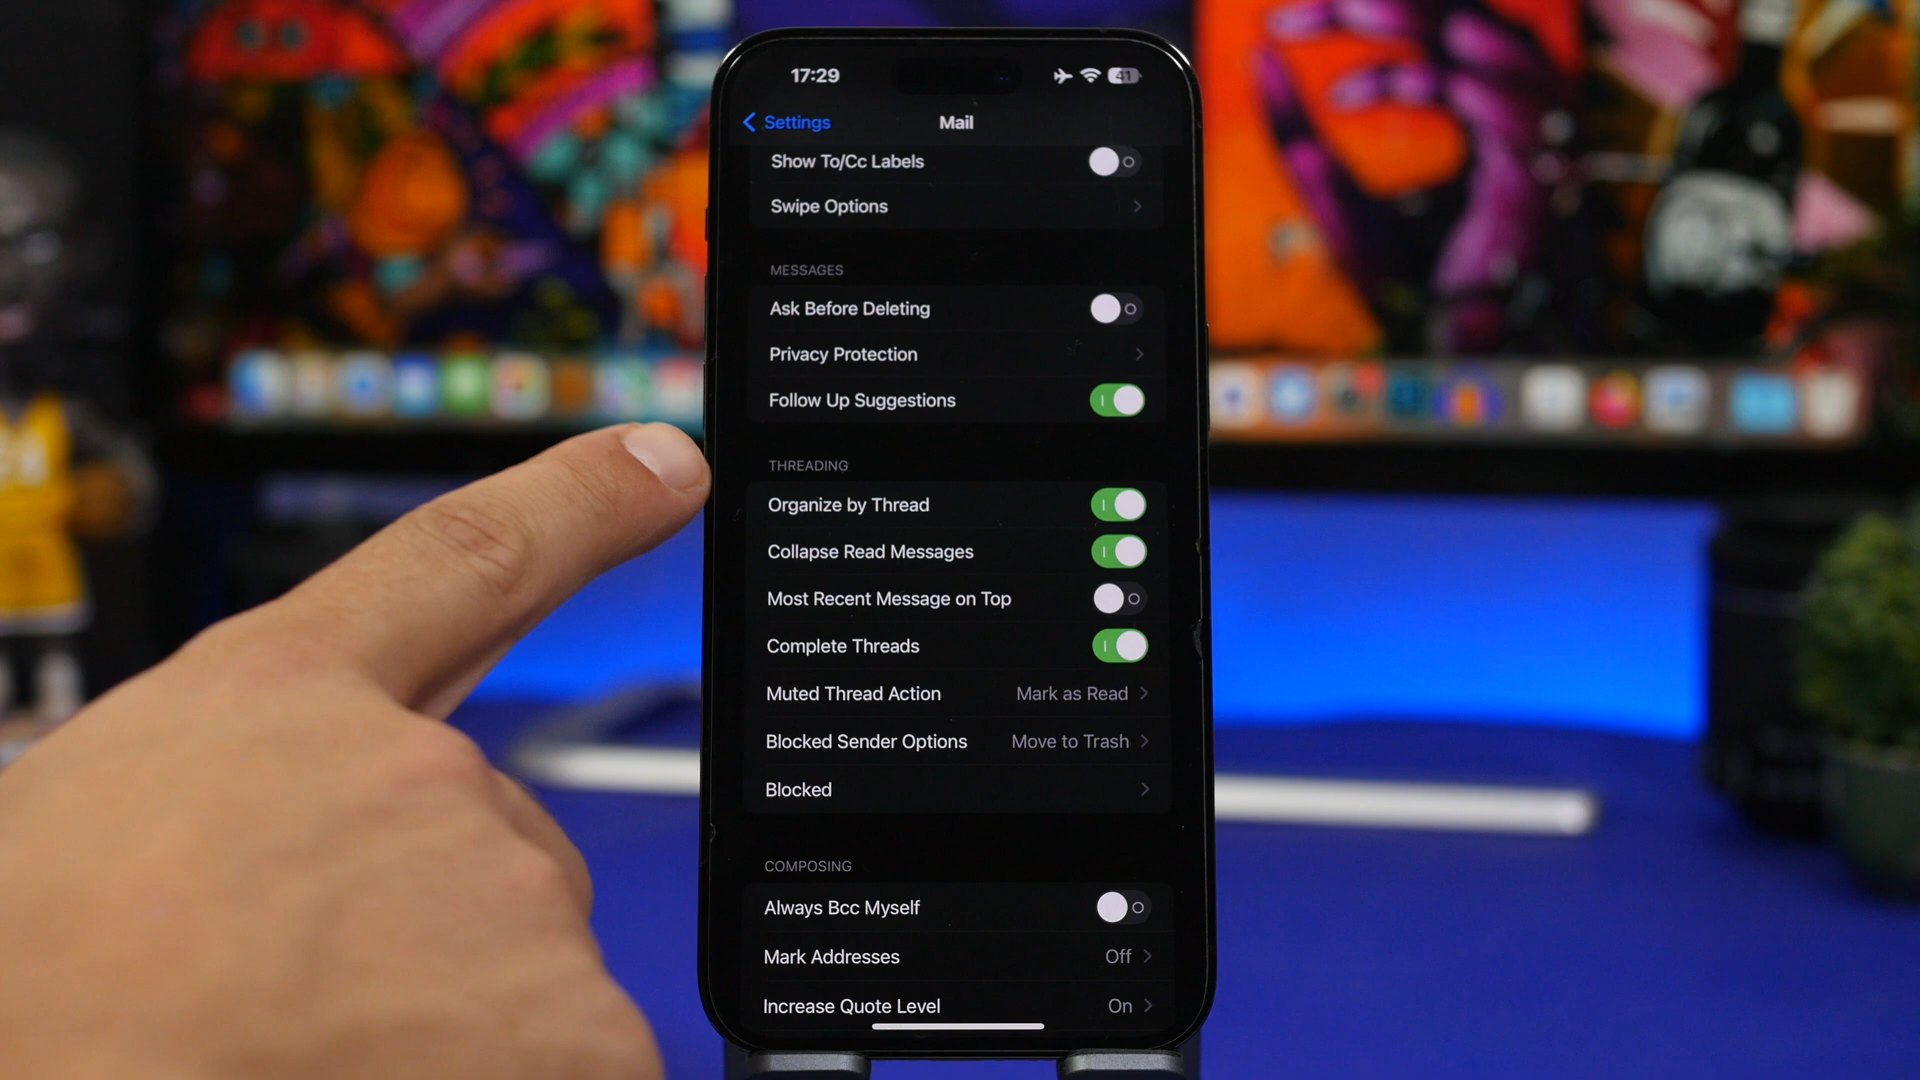 17:29
41
Settings
Mail
Show To/Cc Labels
Swipe Options
MESSAGES
Ask Before Deleting
Privacy Protection
Follow Up Suggestions
THREADING
Organize by Thread
Collapse Read Messages
Most Recent Message on Top
Complete Threads
Muted Thread Action Mark as Read
Blocked Sender Options Move to Trash
Blocked
COMPOSING
Always Bcc Myself
Mark Addresses Off
Increase Quote Level On